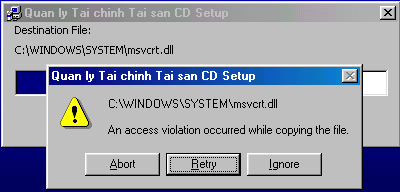 Quan ly Tai chinh Tai san CD Setup
Destination File:
C:\WINDOWS\SYSTEM\msvcrt.dll
Quan ly Tai chinh Tai san CD Setup
C:\WINDOWS\SYSTEM\msvcrt.dll
An access violation occurred while copying the file.
Abort Retry Ignore